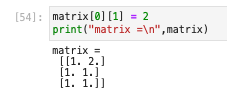 [54]: matrix[0][1] = 2
print("matrix =\n",matrix)
matrix =
[[1. 2.]
[1. 1.]
[1. 1.]]